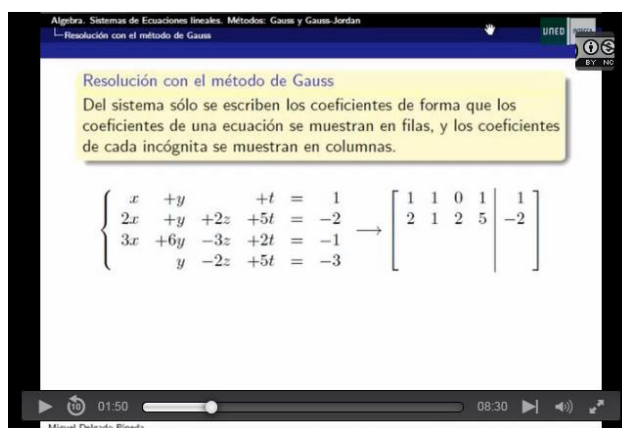 Algebra. Sistemas de Ecuaciones lineales. Métodos: Gauss y Gauss-Jordan
Resolución con el método de Gauss
UNED
BY NC
Resolución con el método de Gauss
Del sistema sólo se escriben los coeficientes de forma que los
coeficientes de una ecuación se muestran en filas, y los coeficientes
de cada incógnita se muestran en columnas.
x +y +t = 1 → 1 1 0 1 1
2x +y +2z +5t = −2 2 1 2 5 −2
3x +6y −3z +2t = −1
y −2z +5t = −3
10 01:50 08:30
Miguel Delgado Pineda